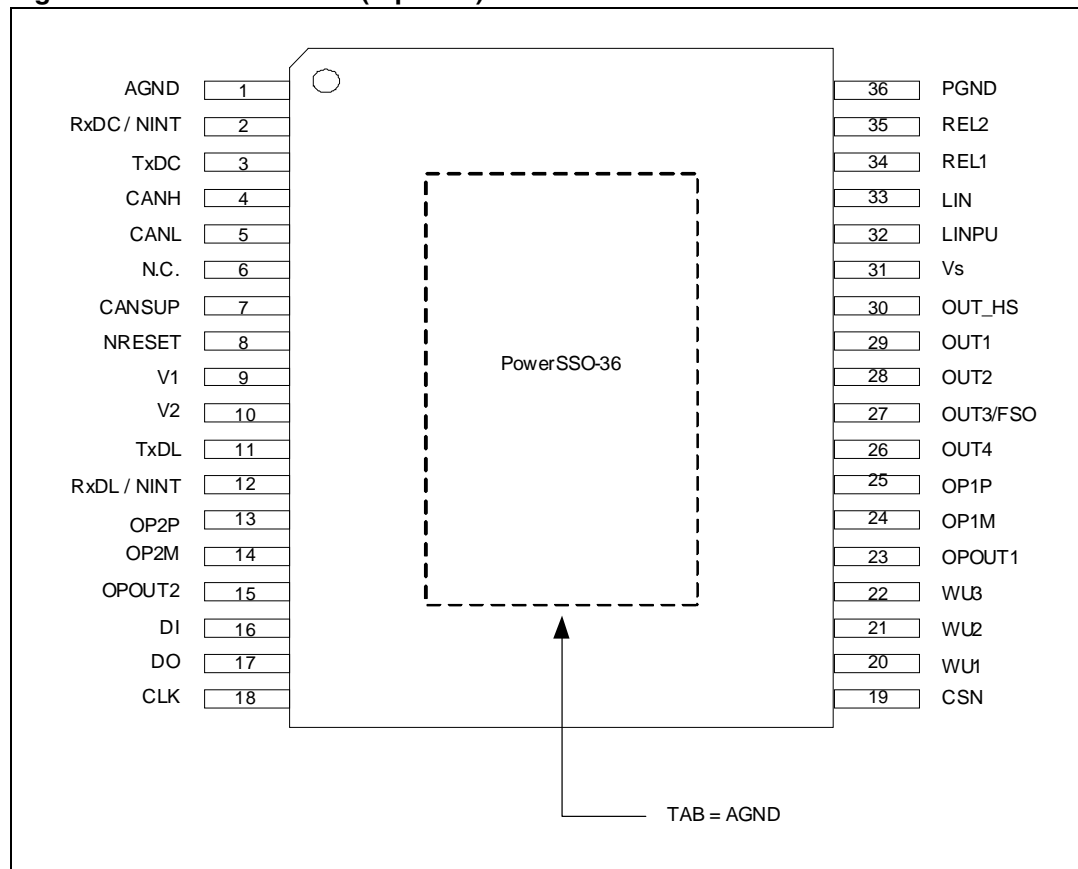 AGND 1
RxDC / NINT 2
TxDC 3
CANH 4
CANL 5
N.C. 6
CANSUP 7
NRESET 8
V1 9
V2 10
TxDL 11
RxDL / NINT 12
OP2P 13
OP2M 14
OPOUT2 15
DI 16
DO 17
CLK 18
PowerSSO-36
36 PGND
35 REL2
34 REL1
33 LIN
32 LINPU
31 Vs
30 OUT_HS
29 OUT1
28 OUT2
27 OUT3/FSO
26 OUT4
25 OP1P
24 OP1M
23 OPOUT1
22 WU3
21 WU2
20 WU1
19 CSN
TAB = AGND